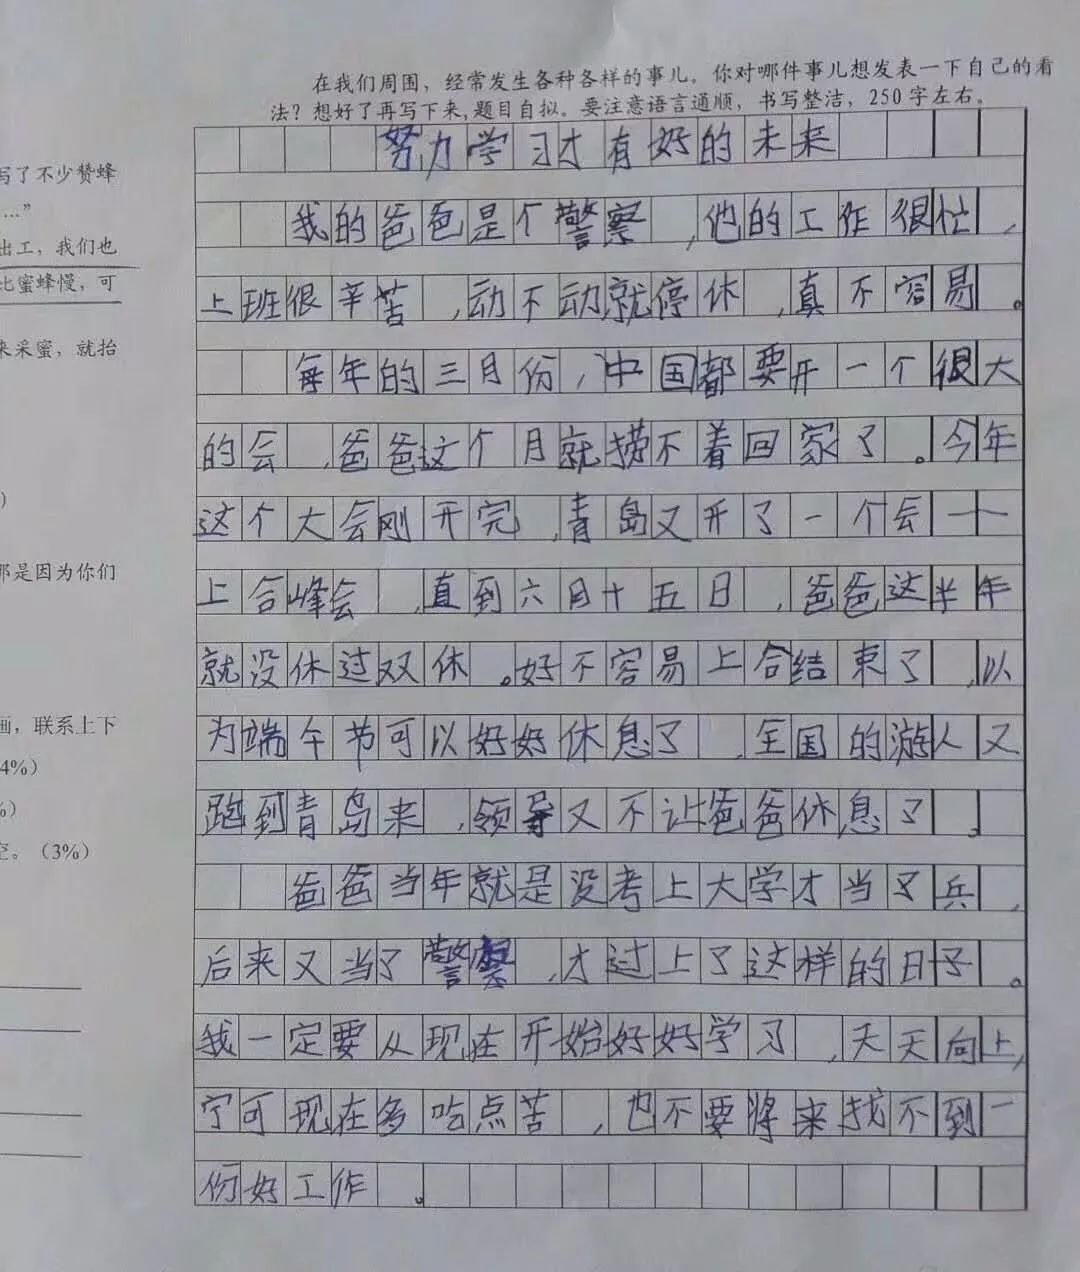 在我们周围，经常发生各种各样的事儿。你对哪件事儿想发表一下自己的看
法？想好了再写下来,题目自拟。要注意语言通顺，书写整洁，250字左右。
努力学习才有好的未来
写了不少赞蜂
我的爸爸是个警察，他的工作很忙，
…”
出工，我们也
比蜜蜂慢，可
上班很辛苦，动不动就停休，真不容易。
来采蜜，就抬
每年的三月份，中国都要开一个很大
的会，爸爸这个月就捞不着回家了。今年
）
这个大会刚开完，青岛又开了一个会——
那是因为你们
上合峰会，直到六月十五日，爸爸这半年
就没休过双休。好不容易上合结束了，以
画，联系上下
为端午节可以好好休息了，全国的游人又
4%）
%）
跑到青岛来，领导又不让爸爸休息了。
空。（3%）
爸爸当年就是没考上大学才当了兵，
后来又当了警察，才过上了这样的日子。
我一定要从现在开始好好学习，天天向上，
宁可现在多吃点苦，也不要将来找不到一
份好工作。